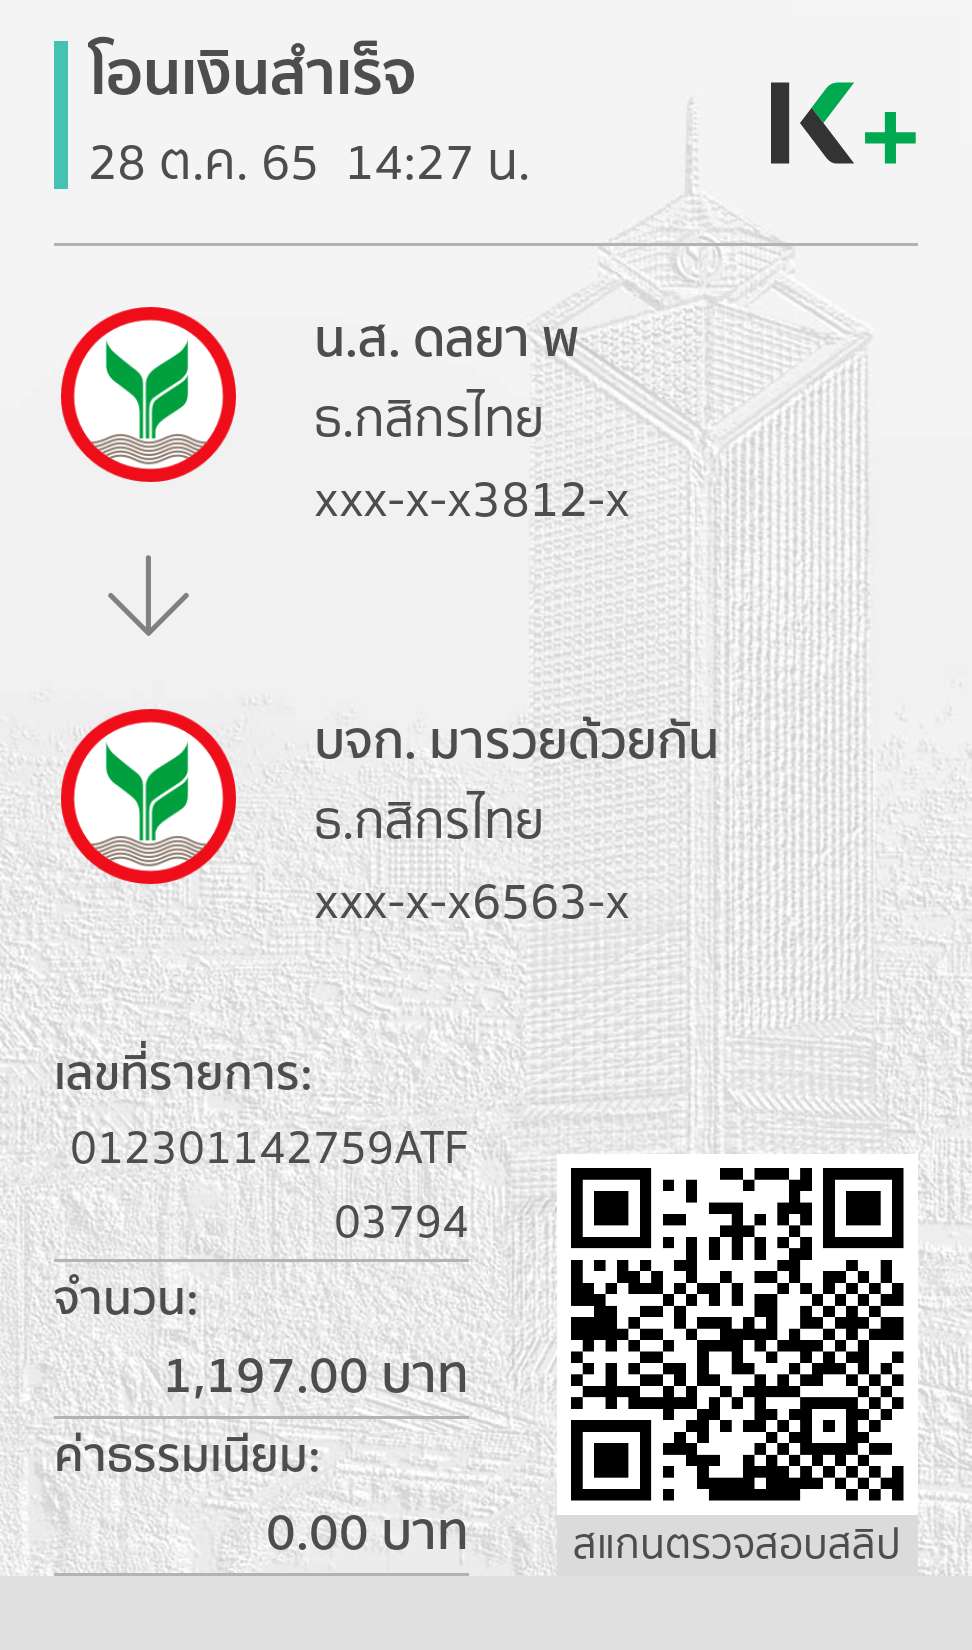 โอนเงินสำเร็จ
28 ต.ค. 65 14:27 น.
K+
น.ส. ดลยา พ
ธ.กสิกรไทย
xxx-x-x3812-x
บจก. มารวยด้วยกัน
ธ.กสิกรไทย
xxx-x-x6563-x
เลขที่รายการ:
012301142759ATF
03794
จำนวน:
1,197.00 บาท
ค่าธรรมเนียม:
0.00 บาท
สแกนตรวจสอบสลิป